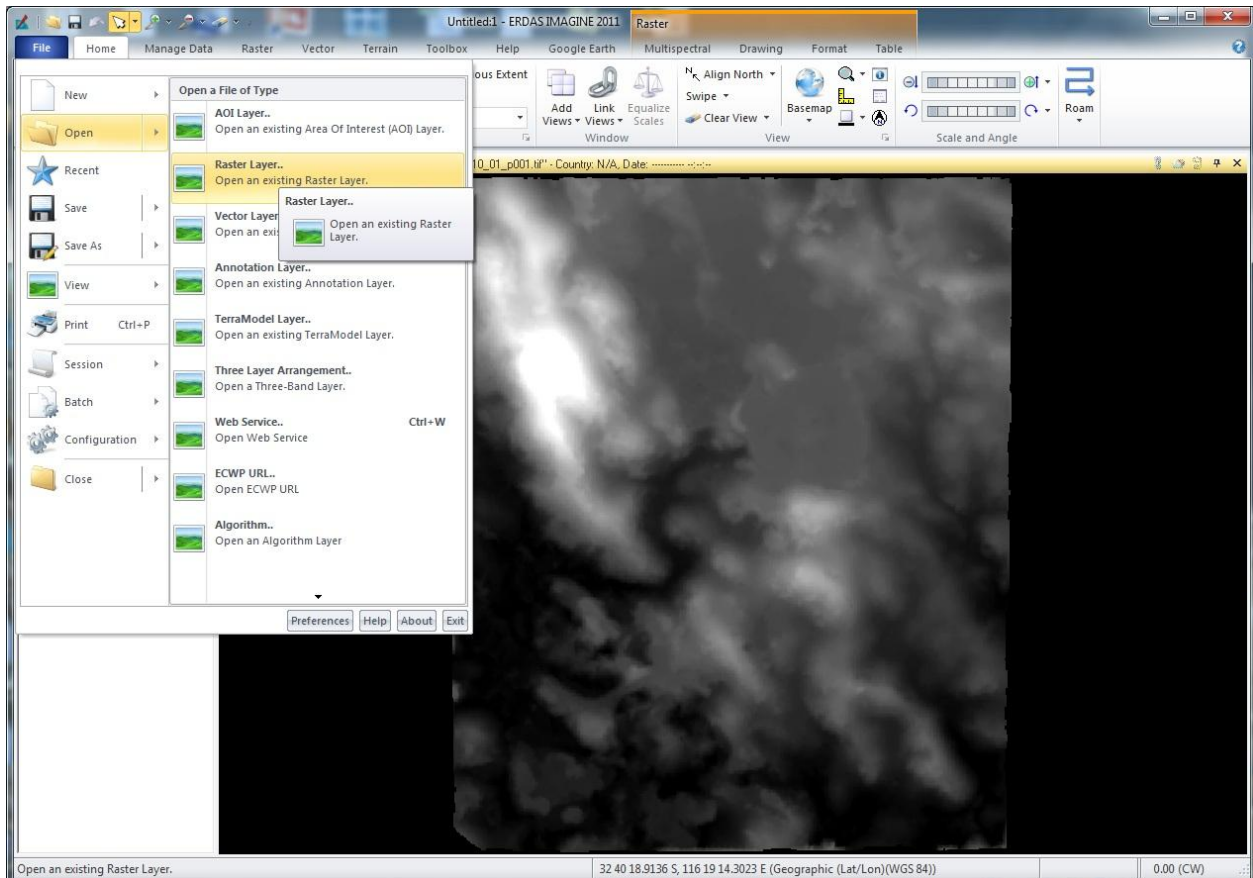 Untitled:1 - ERDAS IMAGINE 2011
Raster
File Home Manage Data Raster Vector Terrain Toolbox Help Google Earth Multispectral Drawing Format Table
New
Open
Recent
Save
Save As
View
Print Ctrl+P
Session
Batch
Configuration
Close
Open a File of Type
AOI Layer..
Open an existing Area Of Interest (AOI) Layer.
Raster Layer..
Open an existing Raster Layer.
Raster Layer..
Open an existing Raster
Layer.
Vector Layer
Open an exis
Annotation Layer..
Open an existing Annotation Layer.
TerraModel Layer..
Open an existing TerraModel Layer.
Three Layer Arrangement..
Open a Three-Band Layer.
Web Service.. Ctrl+W
Open Web Service
ECWP URL..
Open ECWP URL
Algorithm..
Open an Algorithm Layer
Preferences Help About Exit
ous Extent
Add
Views
Link
Views
Equalize
Scales
Window
Align North
Swipe
Clear View
Basemap
View
Scale and Angle
Roam
10_01_p001.tif" - Country: N/A, Date: ----------- --:--:--
Open an existing Raster Layer.
32 40 18.9136 S, 116 19 14.3023 E (Geographic (Lat/Lon)(WGS 84))
0.00 (CW)